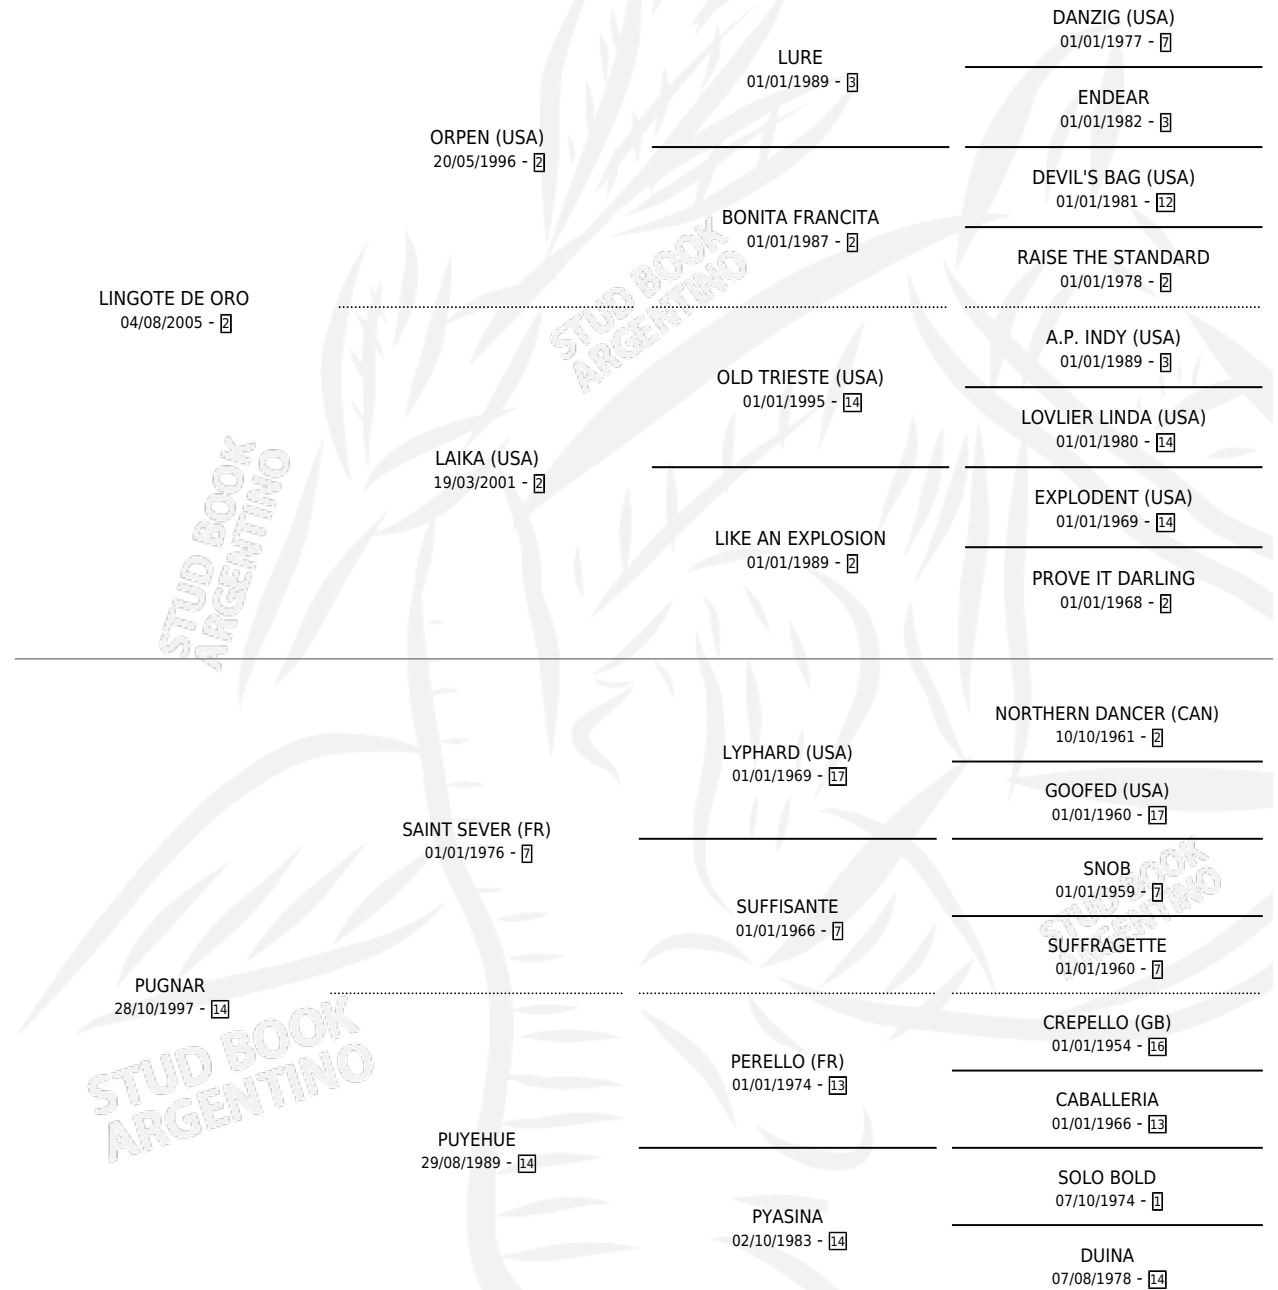 DANZIG (USA)
01/01/1977 - 7
LURE
01/01/1989 - 3
ENDEAR
01/01/1982 - 3
ORPEN (USA)
20/05/1996 - 2
DEVIL'S BAG (USA)
01/01/1981 - 12
BONITA FRANCITA
01/01/1987 - 2
RAISE THE STANDARD
01/01/1978 - 2
LINGOTE DE ORO
04/08/2005 - 2
STUD BOOK
ARGENTINO
A.P. INDY (USA)
01/01/1989 - 3
OLD TRIESTE (USA)
01/01/1995 - 14
LOVLIER LINDA (USA)
01/01/1980 - 14
LAIKA (USA)
19/03/2001 - 2
EXPLODENT (USA)
01/01/1969 - 14
LIKE AN EXPLOSION
01/01/1989 - 2
PROVE IT DARLING
01/01/1968 - 2
STUD BOOK
ARGENTINO
NORTHERN DANCER (CAN)
10/10/1961 - 2
LYPHARD (USA)
01/01/1969 - 17
GOOFED (USA)
01/01/1960 - 17
SAINT SEVER (FR)
01/01/1976 - 7
SNOB
01/01/1959 - 7
SUFFISANTE
01/01/1966 - 7
SUFFRAGETTE
01/01/1960 - 7
STUD BOOK
ARGENTINO
PUGNAR
28/10/1997 - 14
CREPELLO (GB)
01/01/1954 - 16
PERELLO (FR)
01/01/1974 - 13
CABALLERIA
01/01/1966 - 13
STUD BOOK
ARGENTINO
PUYEHUE
29/08/1989 - 14
SOLO BOLD
07/10/1974 - 1
PYASINA
02/10/1983 - 14
DUINA
07/08/1978 - 14